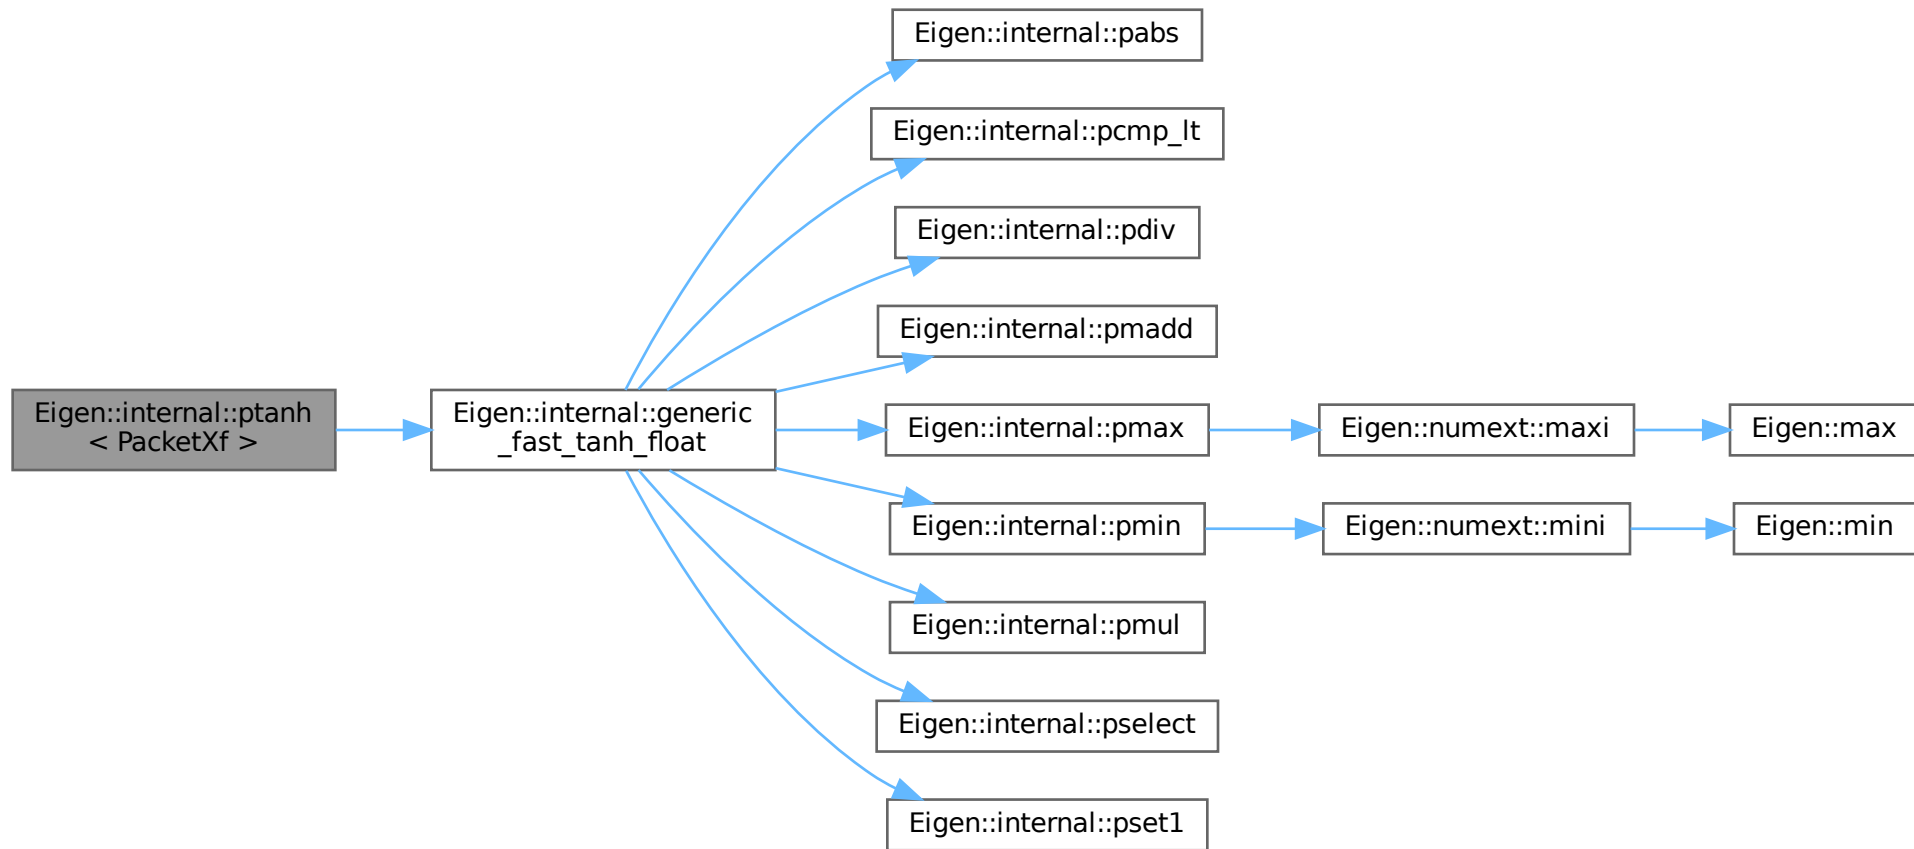 Eigen::internal::ptanh
< PacketXf >
Eigen::internal::generic
_fast_tanh_float
Eigen::internal::pabs
Eigen::internal::pcmp_lt
Eigen::internal::pdiv
Eigen::internal::pmadd
Eigen::internal::pmax
Eigen::numext::maxi
Eigen::max
Eigen::internal::pmin
Eigen::numext::mini
Eigen::min
Eigen::internal::pmul
Eigen::internal::pselect
Eigen::internal::pset1